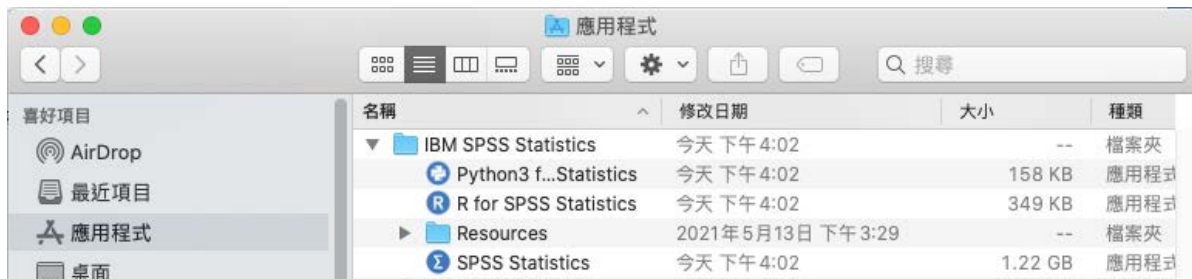 應用程式
搜尋
喜好項目
AirDrop
最近項目
應用程式
桌面
名稱 修改日期 大小 種類
IBM SPSS Statistics 今天 下午4:02 -- 檔案夾
Python3 f...Statistics 今天 下午4:02 158 KB 應用程式
R for SPSS Statistics 今天 下午4:02 349 KB 應用程式
Resources 2021年5月13日 下午3:29 -- 檔案夾
SPSS Statistics 今天 下午4:02 1.22 GB 應用程式